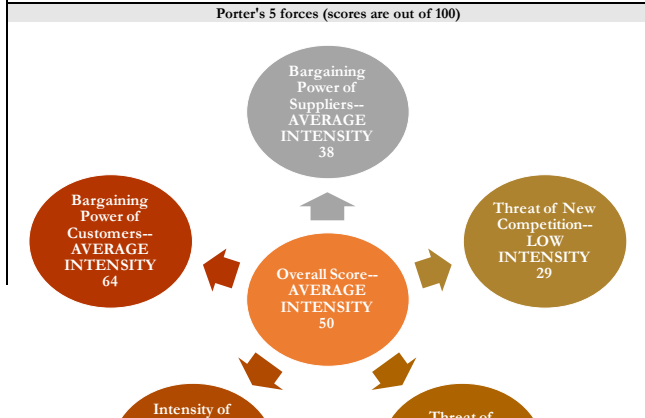 Porter's 5 forces (scores are out of 100)
Bargaining
Power of
Suppliers--
AVERAGE
INTENSITY
38
Bargaining
Power of
Customers--
AVERAGE
INTENSITY
64
Threat of New
Competition--
LOW
INTENSITY
29
Overall Score--
AVERAGE
INTENSITY
50
Intensity of
Threat of